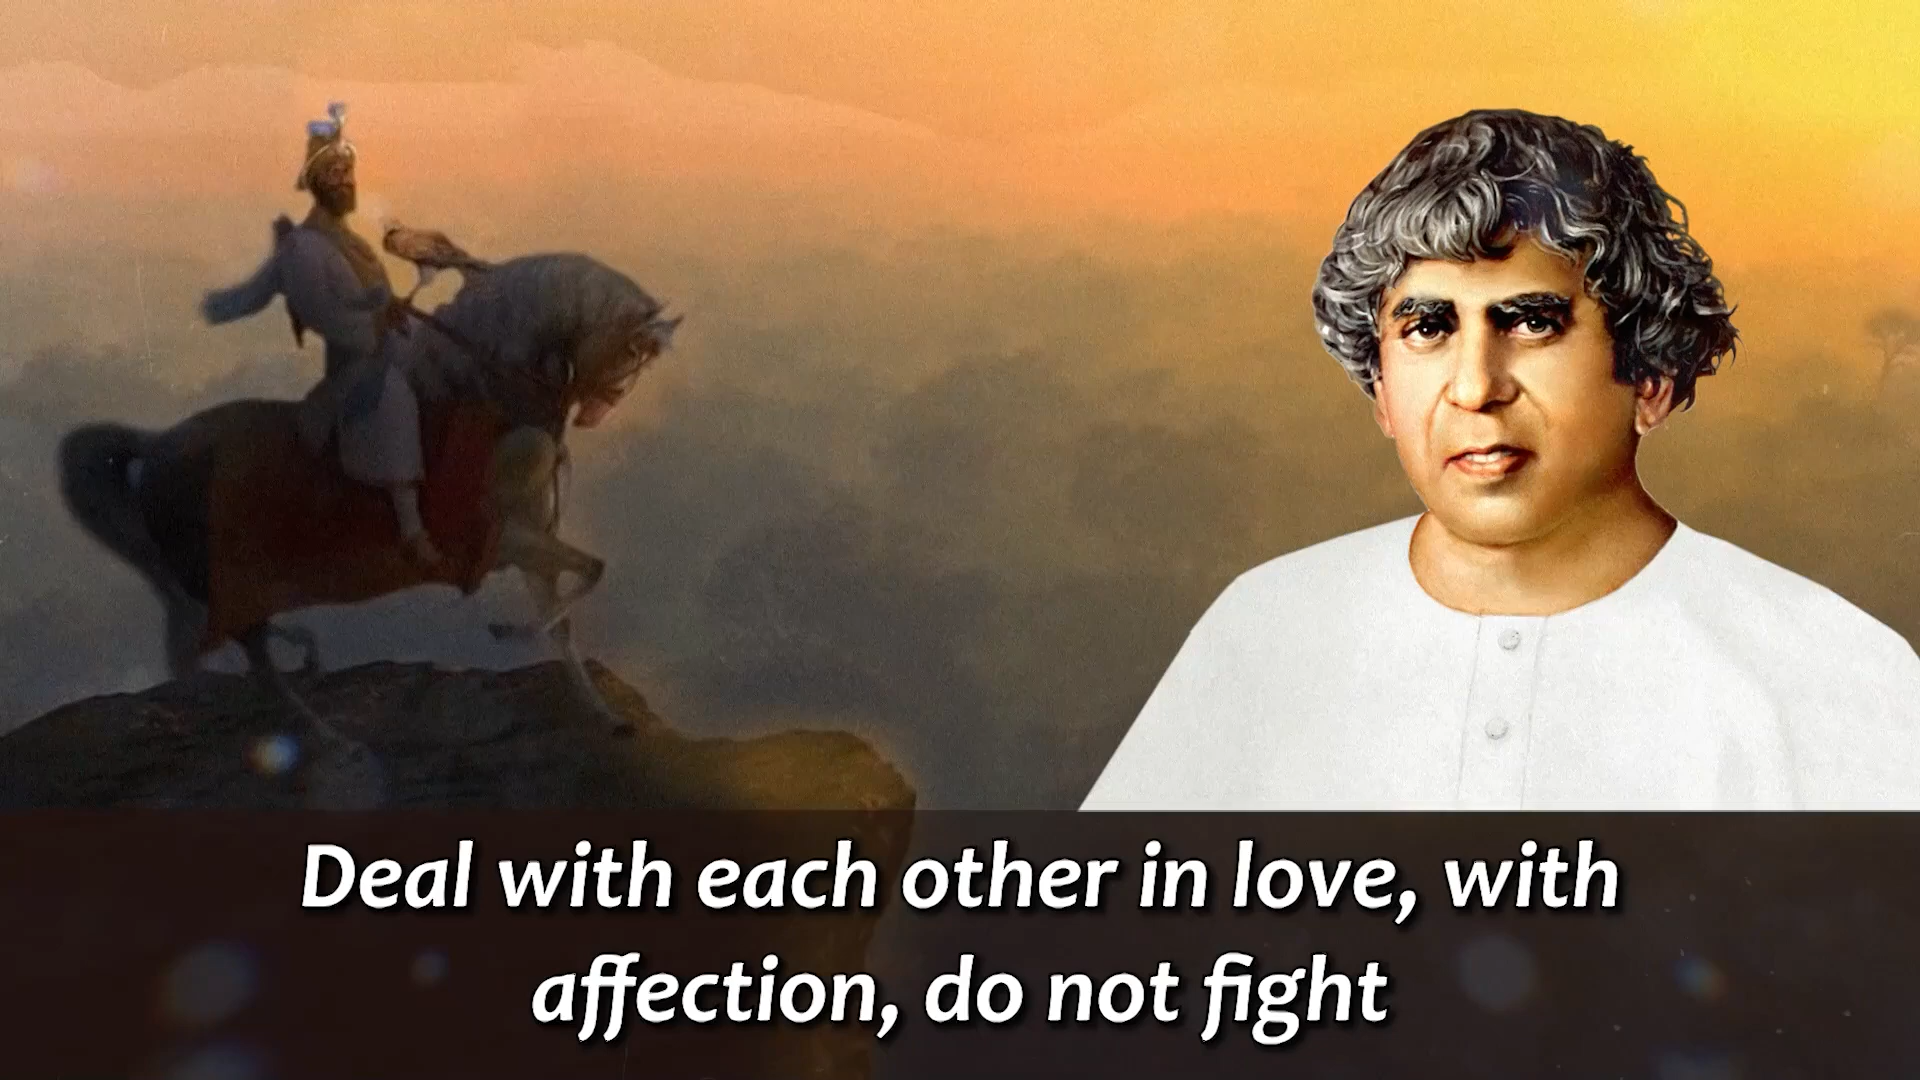 Deal with each other in love, with
affection, do not fight